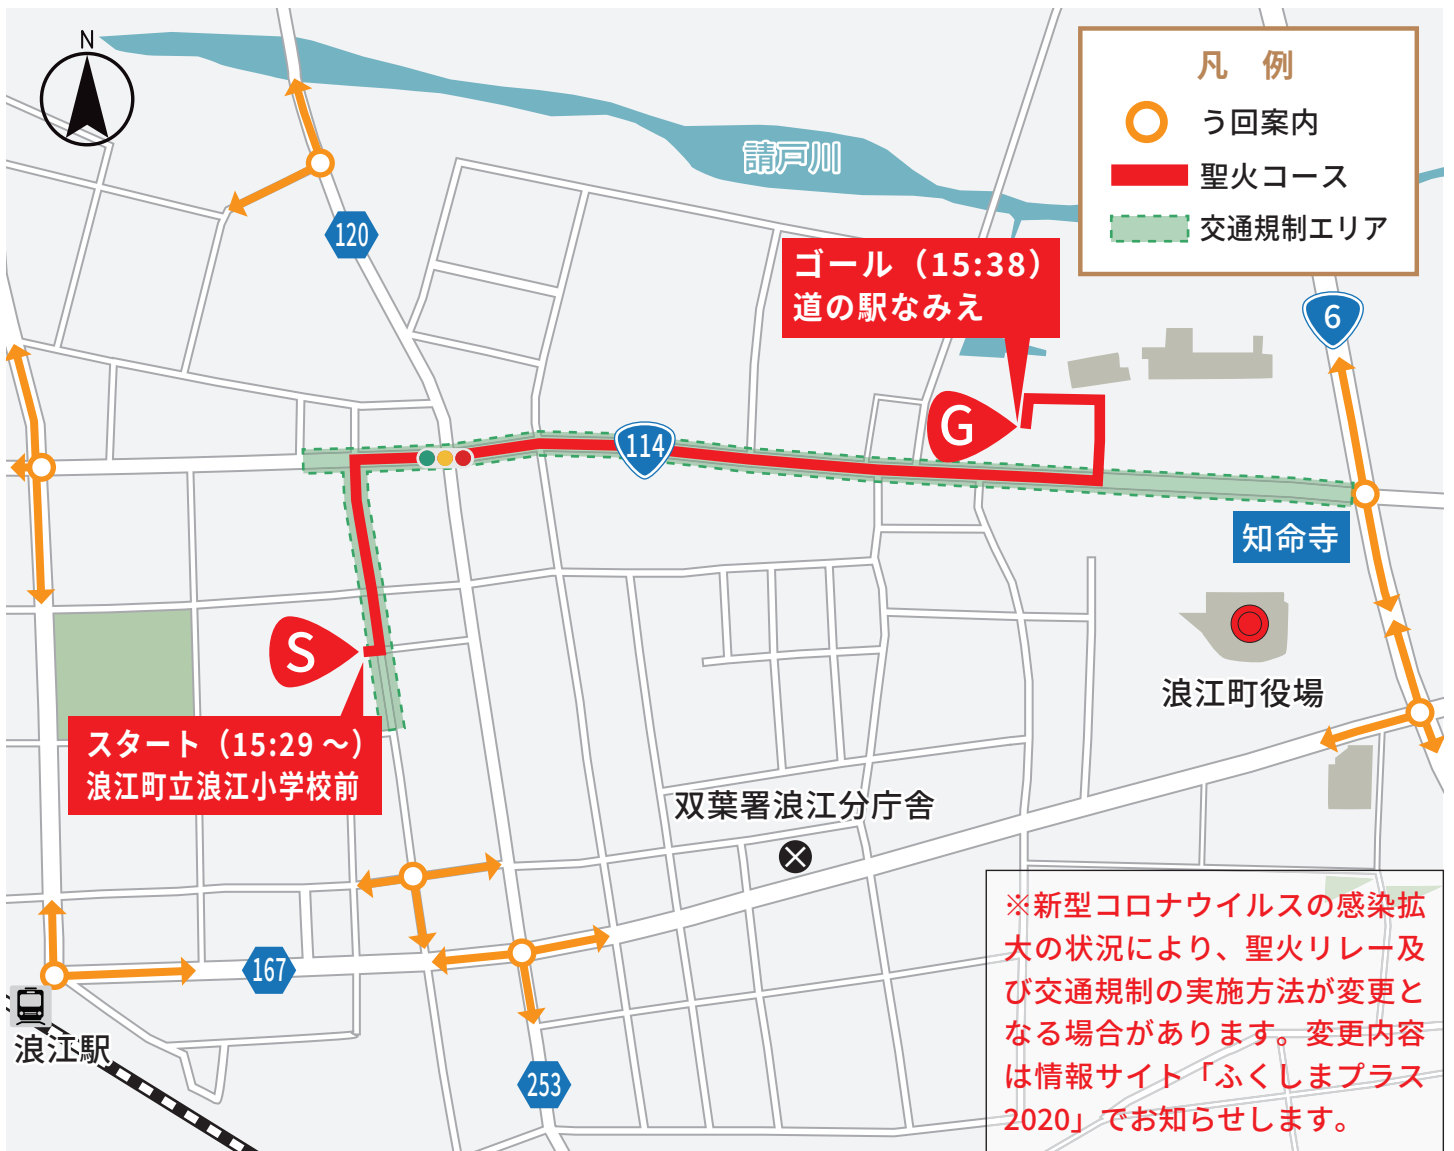 N
凡　例
う回案内
聖火コース
交通規制エリア
請戸川
120
ゴール（15:38）
道の駅なみえ
6
G
114
知命寺
S
浪江町役場
スタート（15:29 ～）
浪江町立浪江小学校前
双葉署浪江分庁舎
167
浪江駅
253
※新型コロナウイルスの感染拡
大の状況により、聖火リレー及
び交通規制の実施方法が変更と
なる場合があります。変更内容
は情報サイト「ふくしまプラス
2020」でお知らせします。